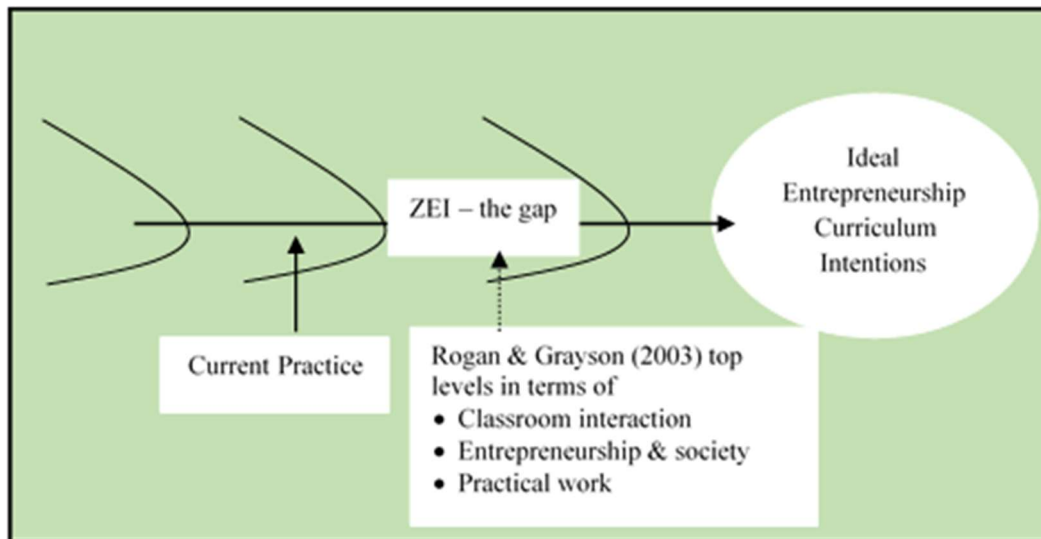 ZEI – the gap
Ideal
Entrepreneurship
Curriculum
Intentions
Current Practice
Rogan & Grayson (2003) top
levels in terms of
• Classroom interaction
• Entrepreneurship & society
• Practical work